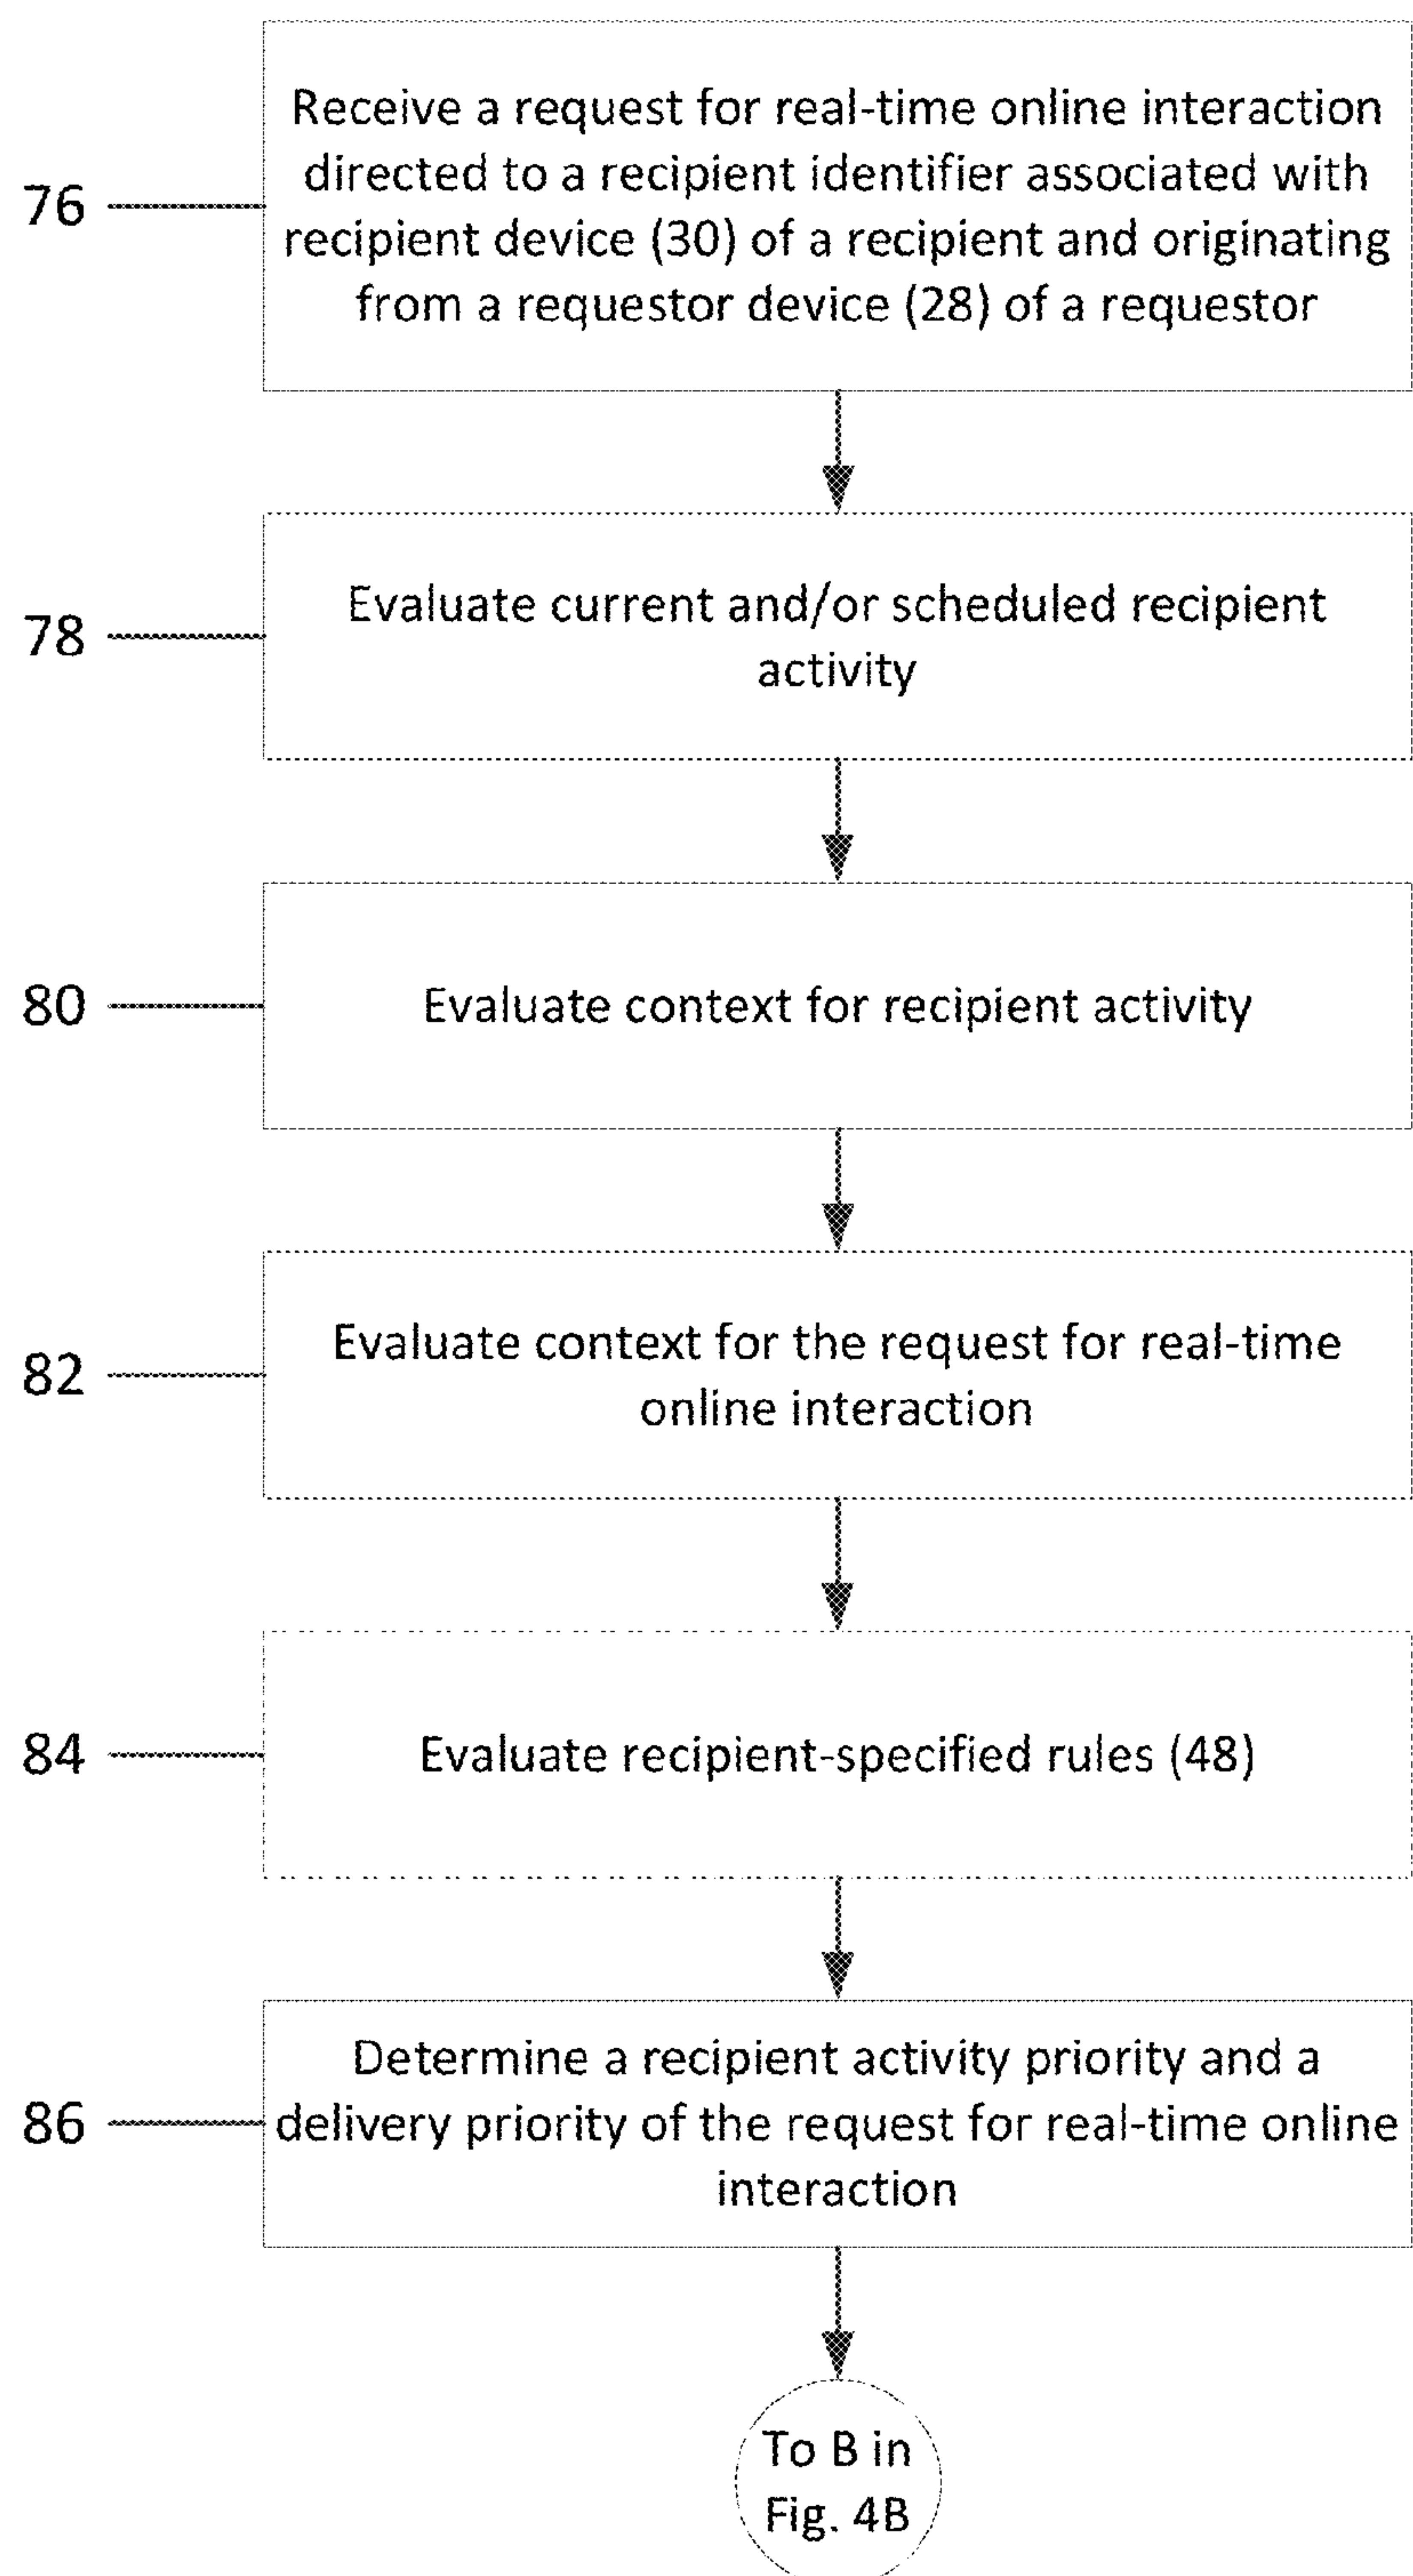 Receive a request for real-time online interaction
directed to a recipient identifier associated with
76
recipient device (30) of a recipient and originating
from a requestor device (28) of a requestor
Evaluate current and/or scheduled recipient
78
activity
80
Evaluate context for recipient activity
Evaluate context for the request for real-time
82
online interaction
84
Evaluate recipient-specified rules (48)
Determine a recipient activity priority and a
86
delivery priority of the request for real-time online
interaction
To B in
Fig. 4B